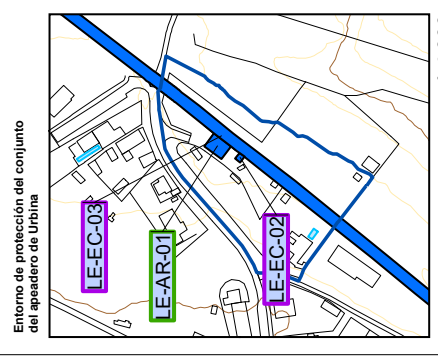 Entorno de protección del conjunto
del apeadero de Urbina
LE-EC-03
LE-AR-01
LE-EC-02